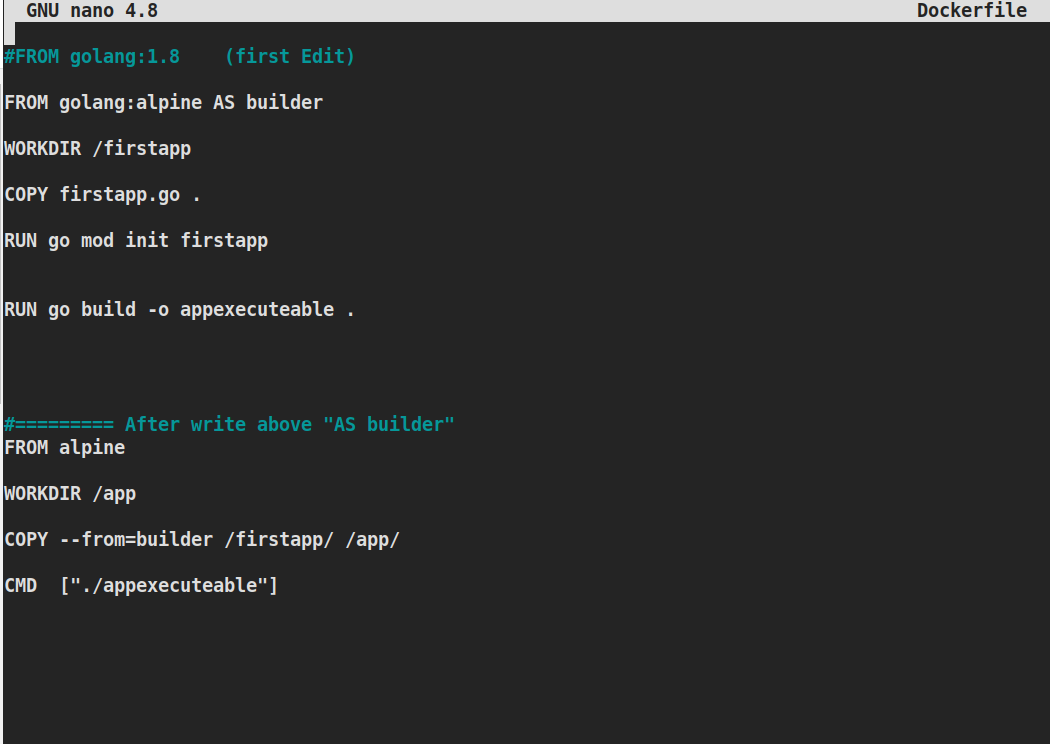 GNU nano 4.8 Dockerfile
#FROM golang:1.8    (first Edit)
FROM golang:alpine AS builder
WORKDIR /firstapp
COPY firstapp.go .
RUN go mod init firstapp
RUN go build -o appexecuteable .
#========= After write above "AS builder"
FROM alpine
WORKDIR /app
COPY --from=builder /firstapp/ /app/
CMD  ["./appexecuteable"]